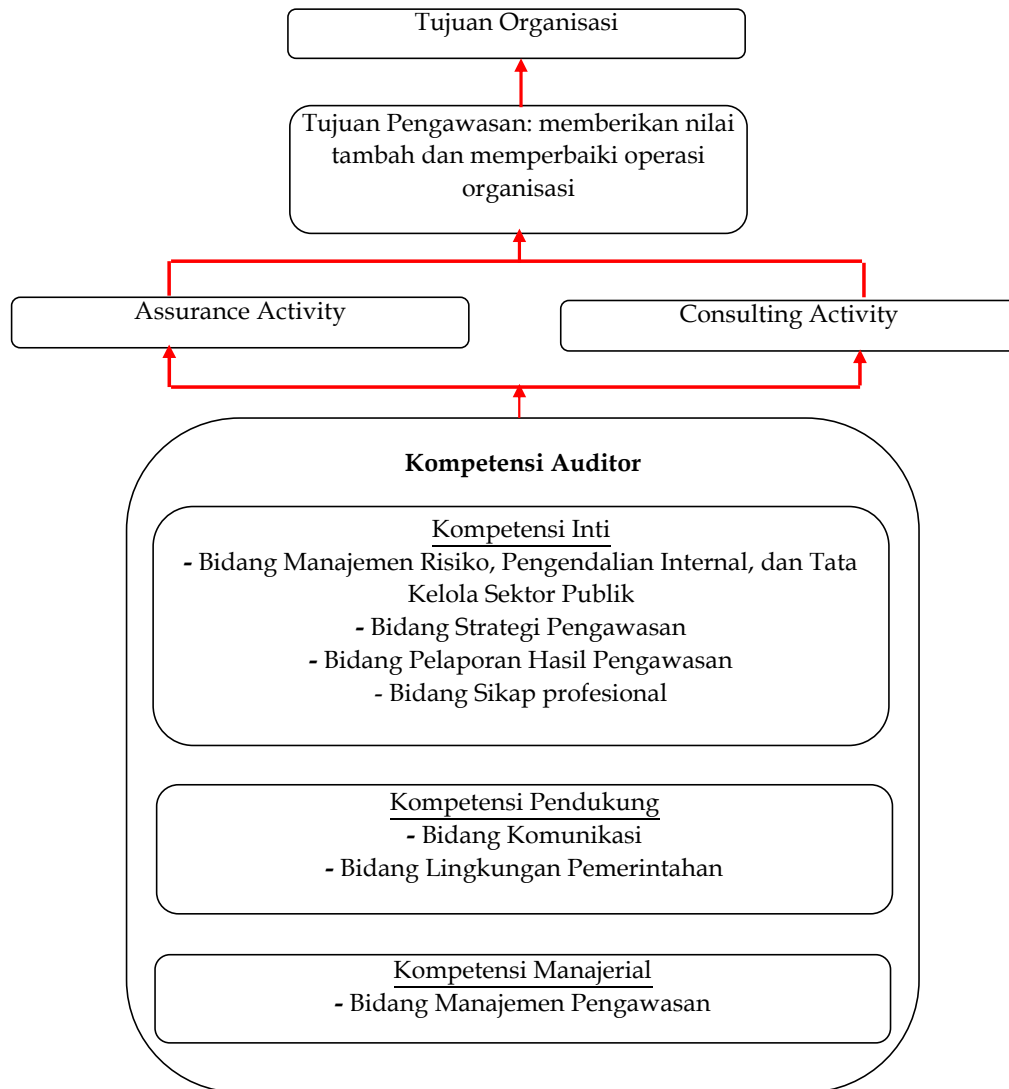 Tujuan Organisasi
Tujuan Pengawasan: memberikan nilai
tambah dan memperbaiki operasi
organisasi
Assurance Activity
Consulting Activity
Kompetensi Auditor
Kompetensi Inti
- Bidang Manajemen Risiko, Pengendalian Internal, dan Tata
Kelola Sektor Publik
- Bidang Strategi Pengawasan
- Bidang Pelaporan Hasil Pengawasan
- Bidang Sikap profesional
Kompetensi Pendukung
- Bidang Komunikasi
- Bidang Lingkungan Pemerintahan
Kompetensi Manajerial
- Bidang Manajemen Pengawasan